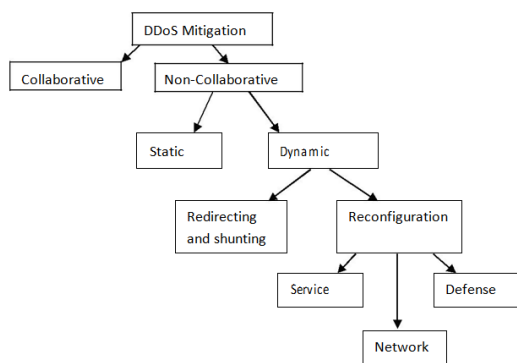 DDoS Mitigation
Collaborative
Non-Collaborative
Static
Dynamic
Redirecting
and shunting
Reconfiguration
Service
Defense
Network